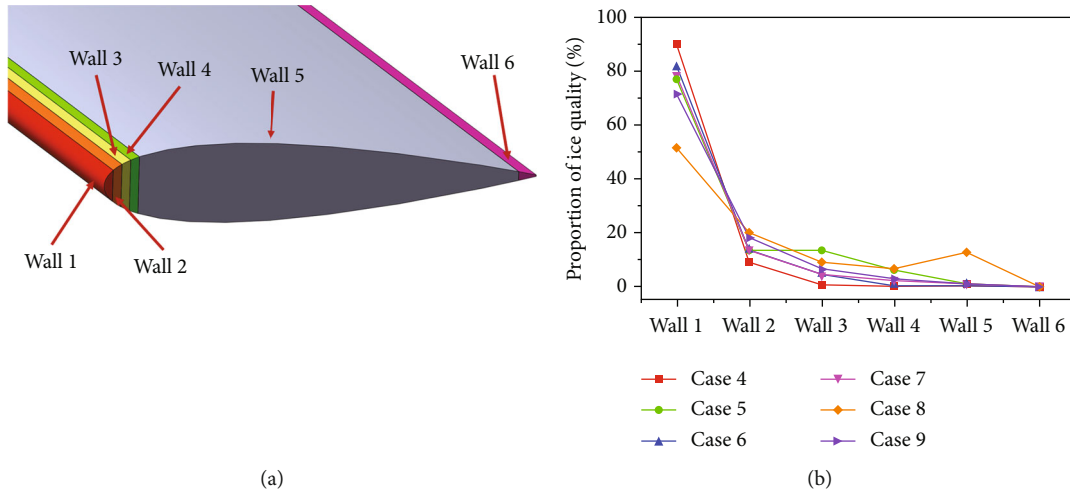 Wall 3
Wall 4
Wall 5
Wall 6
Wall 1
Wall 2
(a)
Proportion of ice quality (%)
100
80
60
40
20
0
Wall 1 Wall 2 Wall 3 Wall 4 Wall 5 Wall 6
Case 4 Case 7
Case 5 Case 8
Case 6 Case 9
(b)